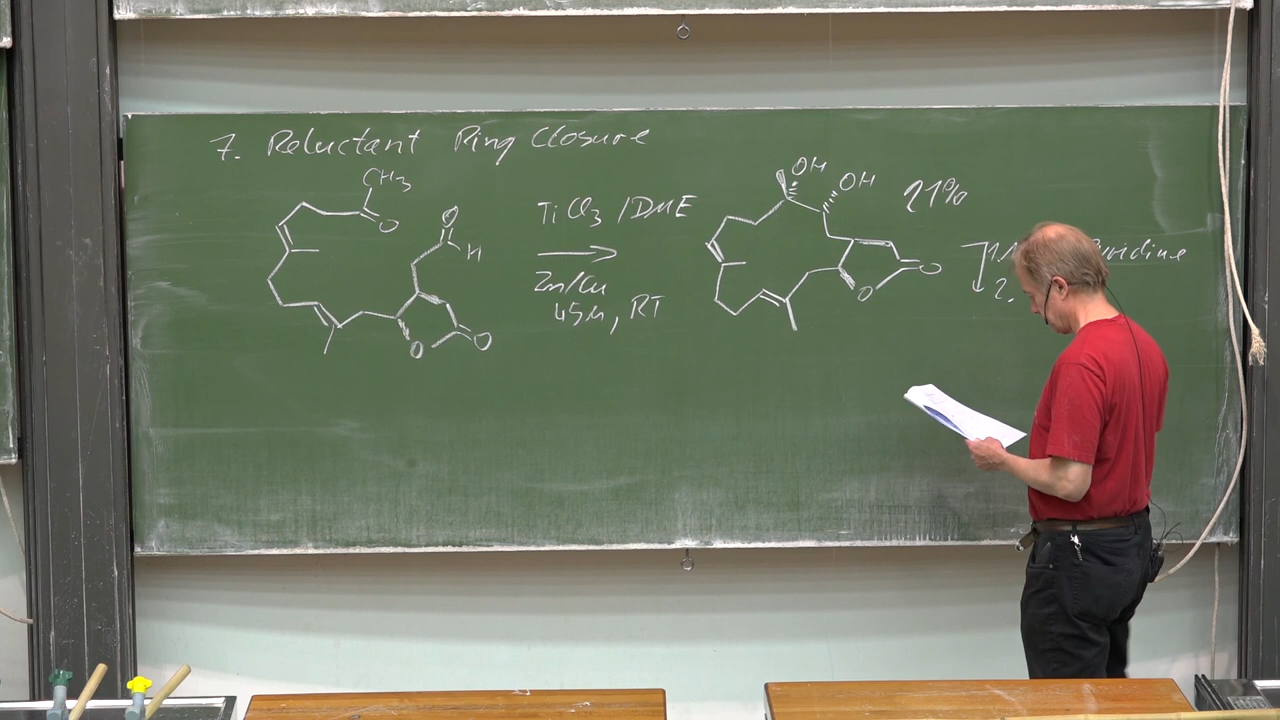 7. Reluctant Ring Closure
CH3
O
O
H
O
O
TiCl3 / DME
Zn/Cu
45h, RT
OH
OH
O
O
21%
1.
2.